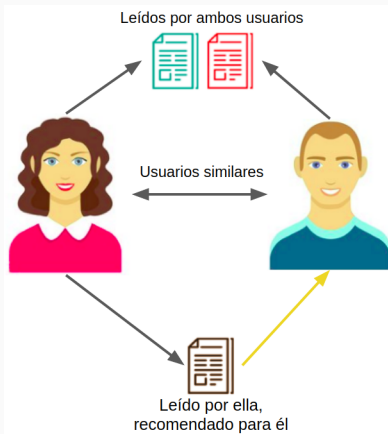 Leídos por ambos usuarios
Usuarios similares
Leído por ella,
recomendado para él